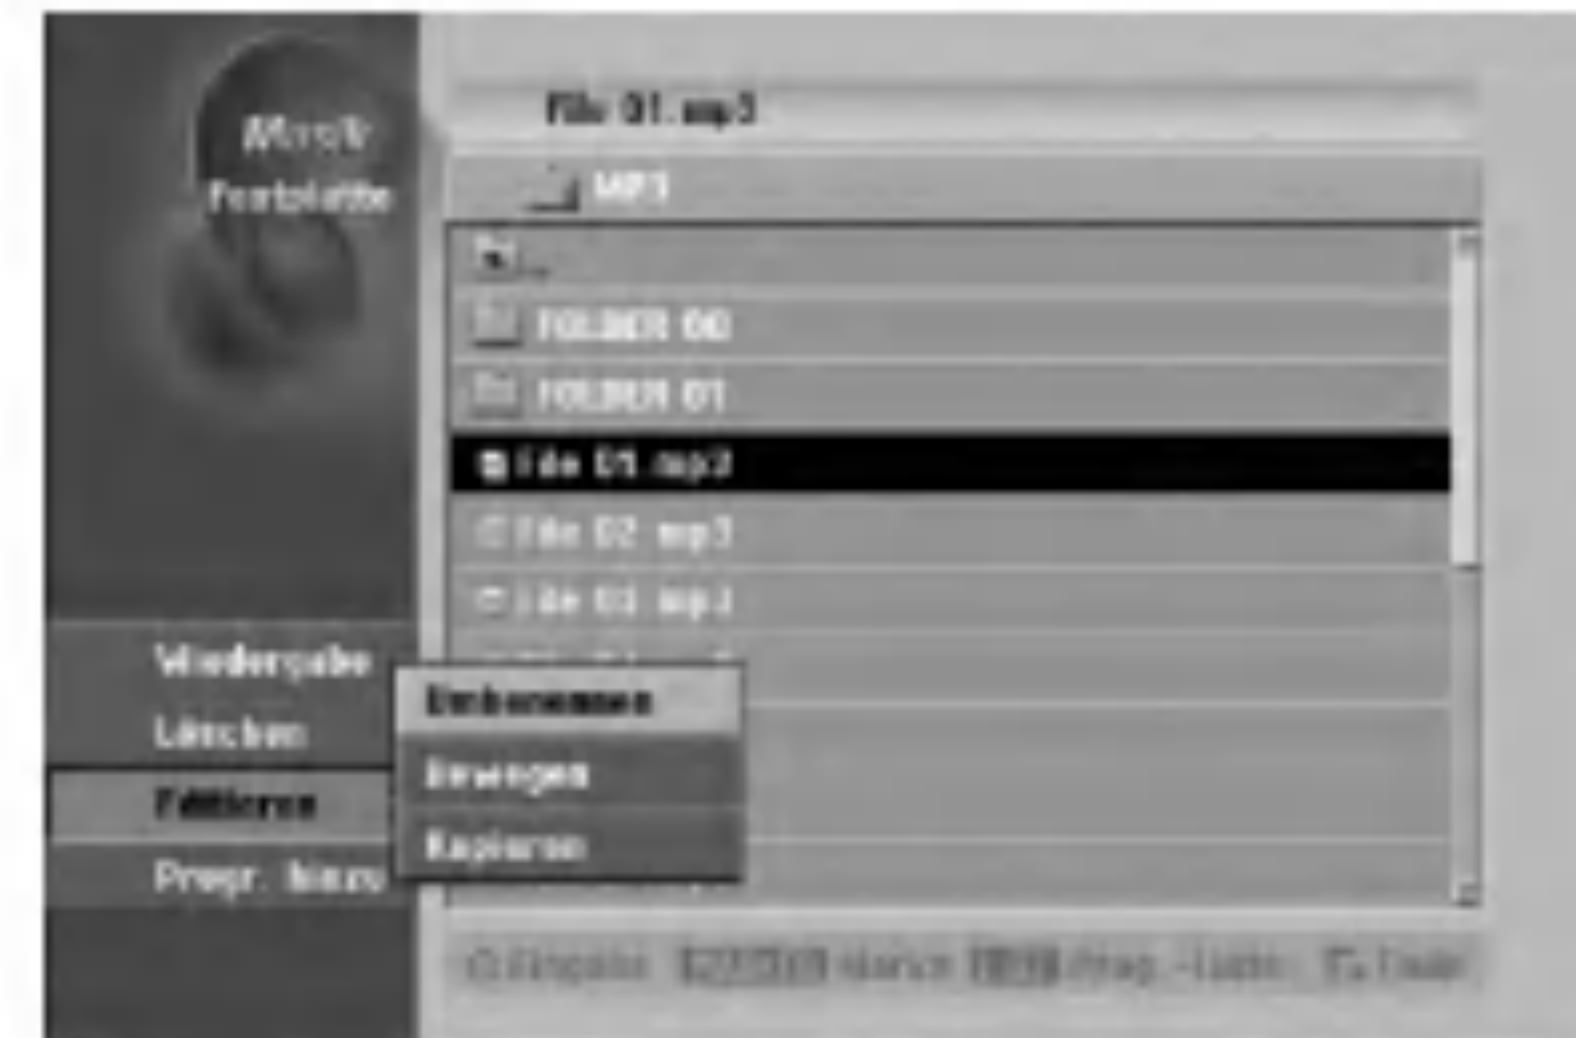 Musik
Festplatte
File 01.mp3
MP3
..
FOLDER 00
FOLDER 01
File 01.mp3
File 02.mp3
File 03.mp3
Wiedergabe
Löschen
Editieren
Progr. hinzu
Umbenennen
Bewegen
Kopieren